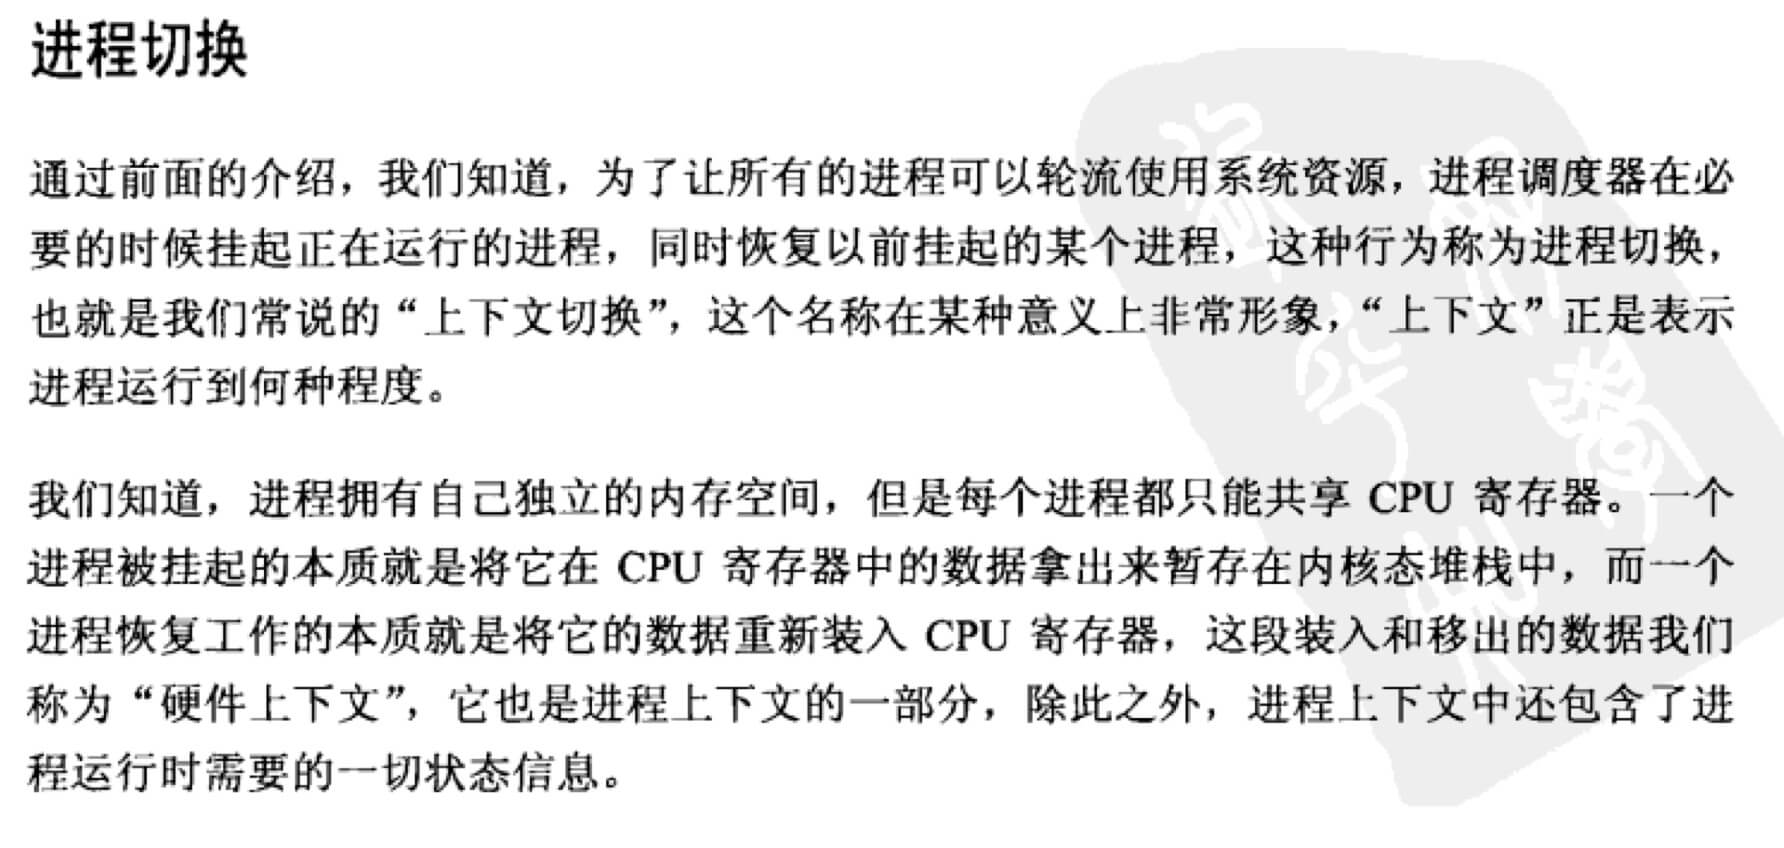 进程切换
通过前面的介绍，我们知道，为了让所有的进程可以轮流使用系统资源，进程调度器在必
要的时候挂起正在运行的进程，同时恢复以前挂起的某个进程，这种行为称为进程切换，
也就是我们常说的“上下文切换”，这个名称在某种意义上非常形象，“上下文”正是表示
进程运行到何种程度。
我们知道，进程拥有自己独立的内存空间，但是每个进程都只能共享 CPU 寄存器。一个
进程被挂起的本质就是将它在 CPU 寄存器中的数据拿出来暂存在内核态堆栈中，而一个
进程恢复工作的本质就是将它的数据重新装入 CPU 寄存器，这段装入和移出的数据我们
称为“硬件上下文”，它也是进程上下文的一部分，除此之外，进程上下文中还包含了进
程运行时需要的一切状态信息。